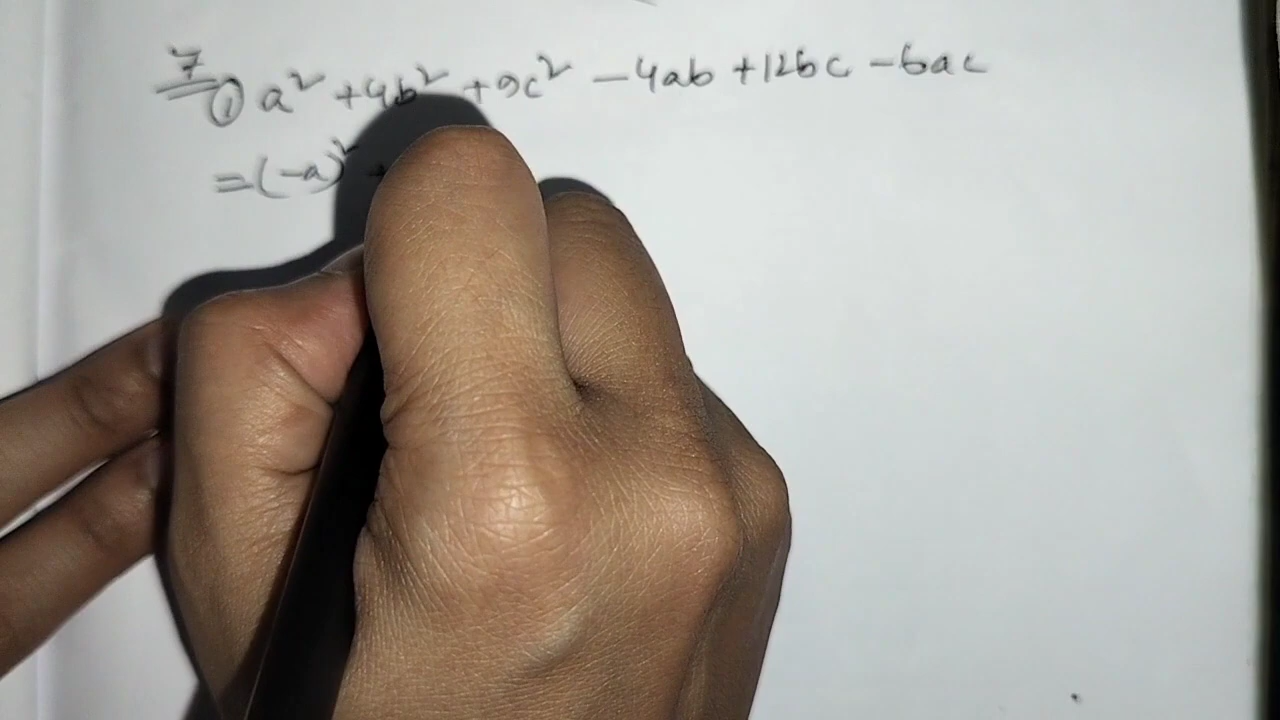 7
① a² + 4b² + 9c² - 4ab + 12bc - 6ac
= (-a)² +